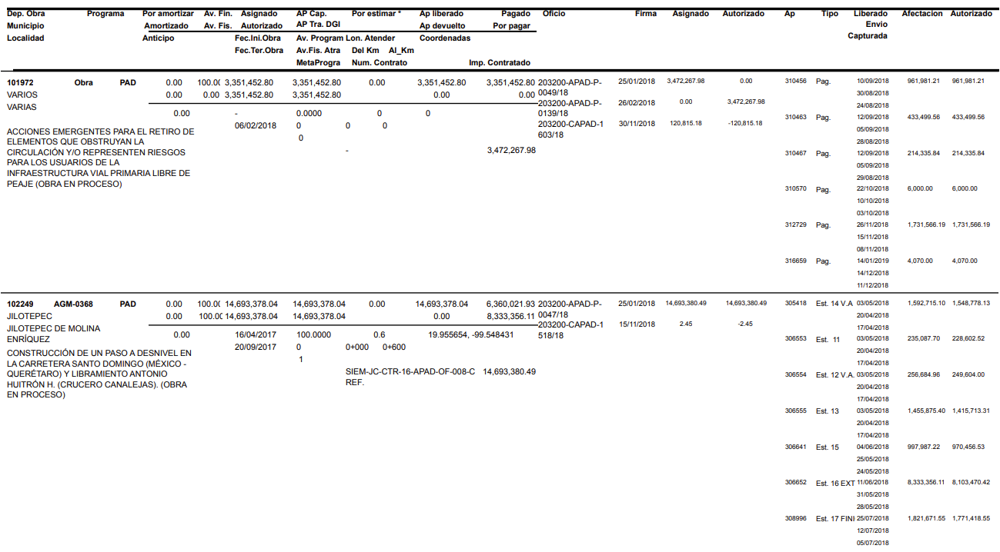 Dep. Obra Programa Por amortizar Av. Fin. Asignado AP Cap. Por estimar * Ap liberado Pagado Oficio Firma Asignado Autorizado Ap Tipo Liberado Afectacion Autorizado
Municipio Amortizado Av. Fis. Autorizado AP Tra. DGI Ap devuelto Por pagar Envio
Localidad Anticipo Fec.Ini.Obra Av. Program Lon. Atender Coordenadas Capturada
Fec.Ter.Obra Av.Fis. Atra Del Km Al_Km
MetaProgra Num. Contrato Imp. Contratado
101972 Obra PAD 0.00 100.00 3,351,452.80 3,351,452.80 0.00 3,351,452.80 3,351,452.80 203200-APAD-P- 25/01/2018 3,472,267.98 0.00 310456 Pag. 10/09/2018 961,981.21 961,981.21
VARIOS 0.00 0.00 3,351,452.80 3,351,452.80 0.00 0.00 0049/18 30/08/2018
VARIAS 203200-APAD-P- 26/02/2018 0.00 3,472,267.98 24/08/2018
0.00 - 0.0000 0 0 0139/18
310463 Pag. 12/09/2018 433,499.56 433,499.56
06/02/2018 0 0 0 203200-CAPAD-1 30/11/2018 120,815.18 -120,815.18
05/09/2018
ACCIONES EMERGENTES PARA EL RETIRO DE 603/18
0
ELEMENTOS QUE OBSTRUYAN LA 28/08/2018
CIRCULACIÓN Y/O REPRESENTEN RIESGOS - 3,472,267.98 310467 Pag. 12/09/2018 214,335.84 214,335.84
PARA LOS USUARIOS DE LA 05/09/2018
INFRAESTRUCTURA VIAL PRIMARIA LIBRE DE 29/08/2018
PEAJE (OBRA EN PROCESO) 310570 Pag. 22/10/2018 6,000.00 6,000.00
10/10/2018
03/10/2018
312729 Pag. 26/11/2018 1,731,566.19 1,731,566.19
15/11/2018
08/11/2018
316659 Pag. 14/01/2019 4,070.00 4,070.00
14/12/2018
11/12/2018
102249 AGM-0368 PAD 0.00 100.00 14,693,378.04 14,693,378.04 0.00 14,693,378.04 6,360,021.93 203200-APAD-P- 25/01/2018 14,693,380.49 14,693,380.49 305418 Est. 14 V.A 03/05/2018 1,592,715.10 1,548,778.13
JILOTEPEC 0.00 100.00 14,693,378.04 14,693,378.04 0.00 8,333,356.11 0047/18 20/04/2018
JILOTEPEC DE MOLINA 203200-CAPAD-1 15/11/2018 2.45 -2.45 17/04/2018
ENRÍQUEZ 0.00 16/04/2017 100.0000 0.6 19.955654, -99.548431 518/18 306553 Est. 11 03/05/2018 235,087.70 228,602.52
20/09/2017 0 0+000 0+600 20/04/2018
CONSTRUCCIÓN DE UN PASO A DESNIVEL EN
1
LA CARRETERA SANTO DOMINGO (MÉXICO - 17/04/2018
QUERÉTARO) Y LIBRAMIENTO ANTONIO SIEM-JC-CTR-16-APAD-OF-008-C 14,693,380.49 306554 Est. 12 V.A. 03/05/2018 256,684.96 249,604.00
HUITRÓN H. (CRUCERO CANALEJAS). (OBRA REF. 20/04/2018
EN PROCESO) 17/04/2018
306555 Est. 13 03/05/2018 1,455,875.40 1,415,713.31
20/04/2018
17/04/2018
306641 Est. 15 04/06/2018 997,987.22 970,456.53
25/05/2018
24/05/2018
306652 Est. 16 EXT 11/06/2018 8,333,356.11 8,103,470.42
31/05/2018
28/05/2018
308996 Est. 17 FINI 25/07/2018 1,821,671.55 1,771,418.55
12/07/2018
05/07/2018